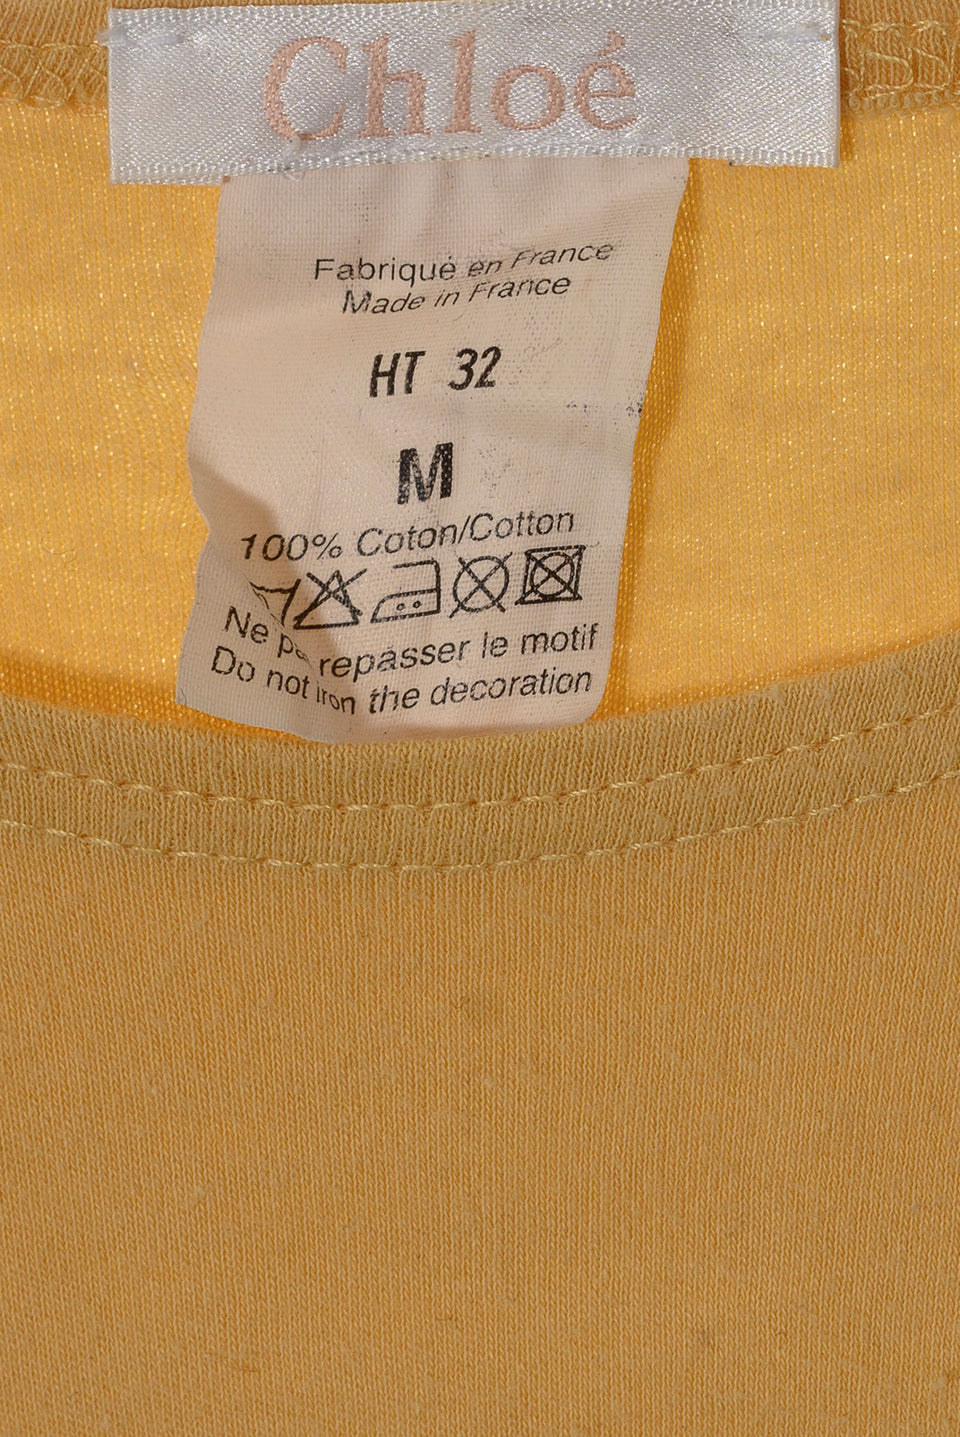 Chloé
Fabriqué en France
Made in France
HT 32
M
100% Coton/Cotton
Ne repasser le motif
Do not iron the decoration